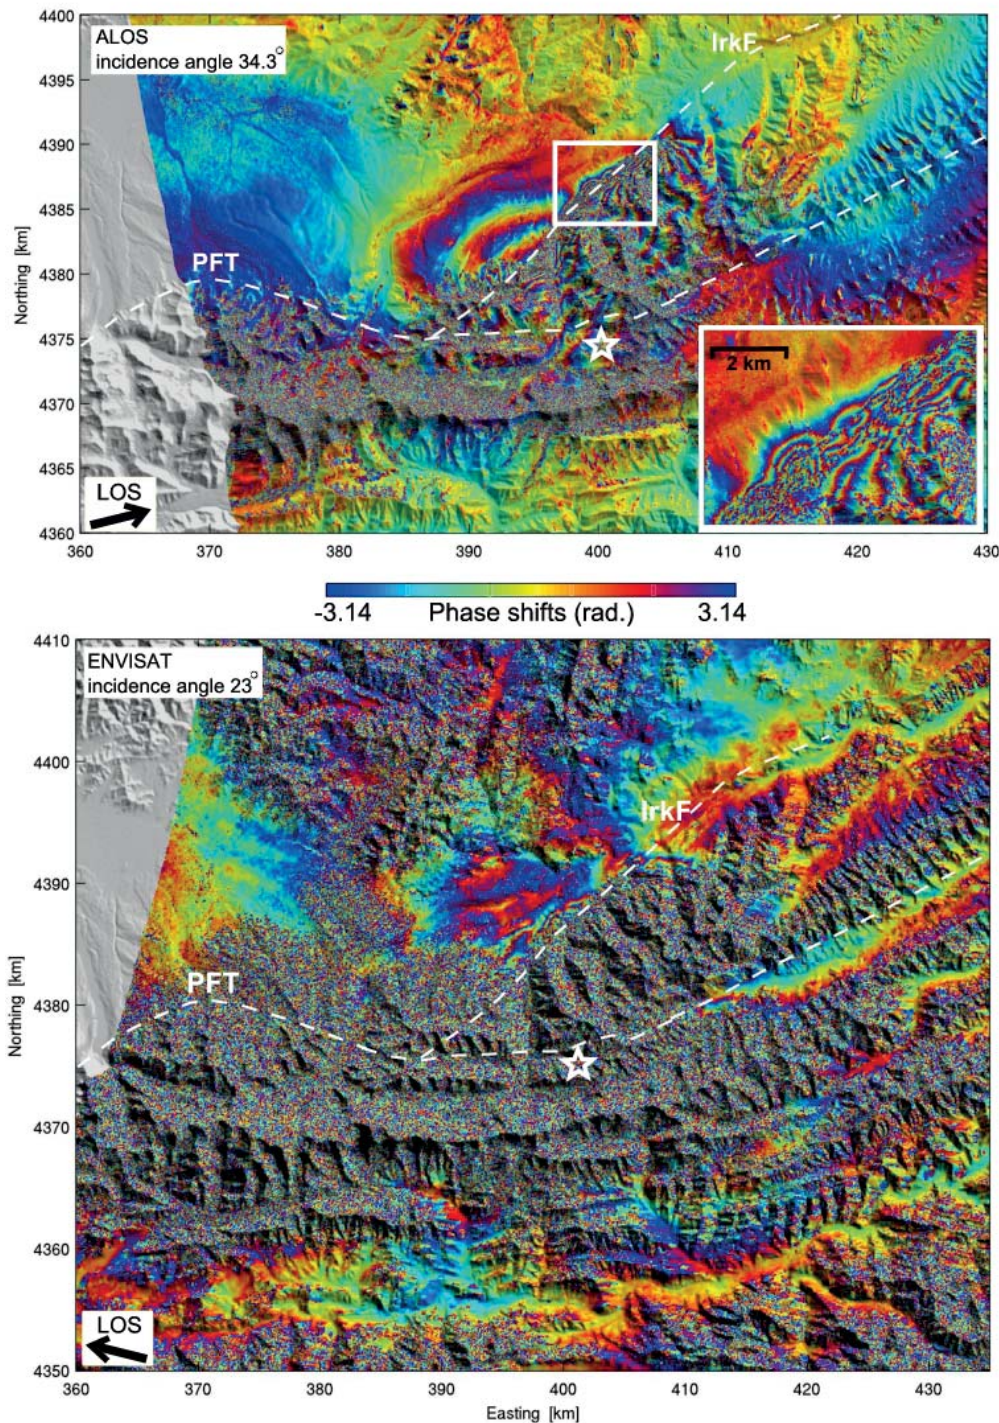 4400
4395
4390
4385
4380
4375
4370
4365
4360
Northing [km]
ALOS
incidence angle 34.3°
IrkF
PFT
2 km
LOS
360
370
380
390
400
410
420
430
-3.14
Phase shifts (rad.)
3.14
4410
4400
4390
4380
4370
4360
4350
Northing [km]
ENVISAT
incidence angle 23°
IrkF
PFT
LOS
360
370
380
390
400
410
420
430
Easting [km]